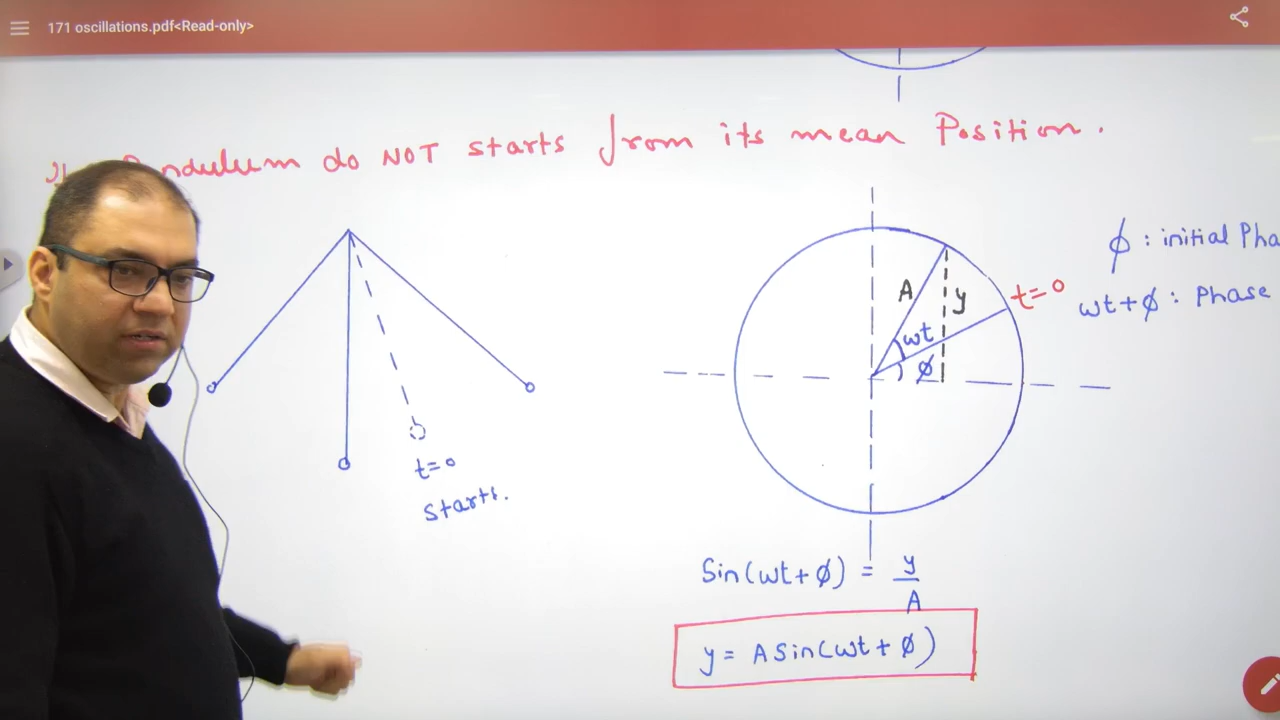 171 oscillations.pdf<Read-only>
Pendulum do NOT starts from its mean Position.
ϕ : initial Pha
A
y
t=0
ωt+ϕ : Phase
ωt
ϕ
t=0
starts.
Sin(ωt+ϕ) = y/A
y = A Sin(ωt + ϕ)